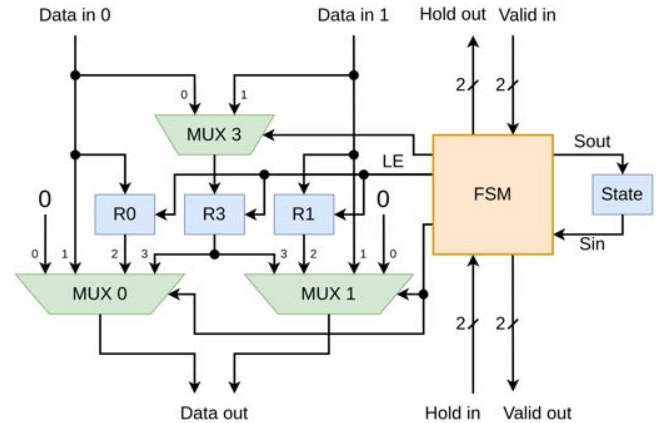 Data in 0
Data in 1
Hold out
Valid in
2
2
0
1
MUX 3
Sout
LE
FSM
State
0
R0
R3
R1
0
Sin
0
1
2
3
3
2
1
0
MUX 0
MUX 1
2
2
Data out
Hold in
Valid out